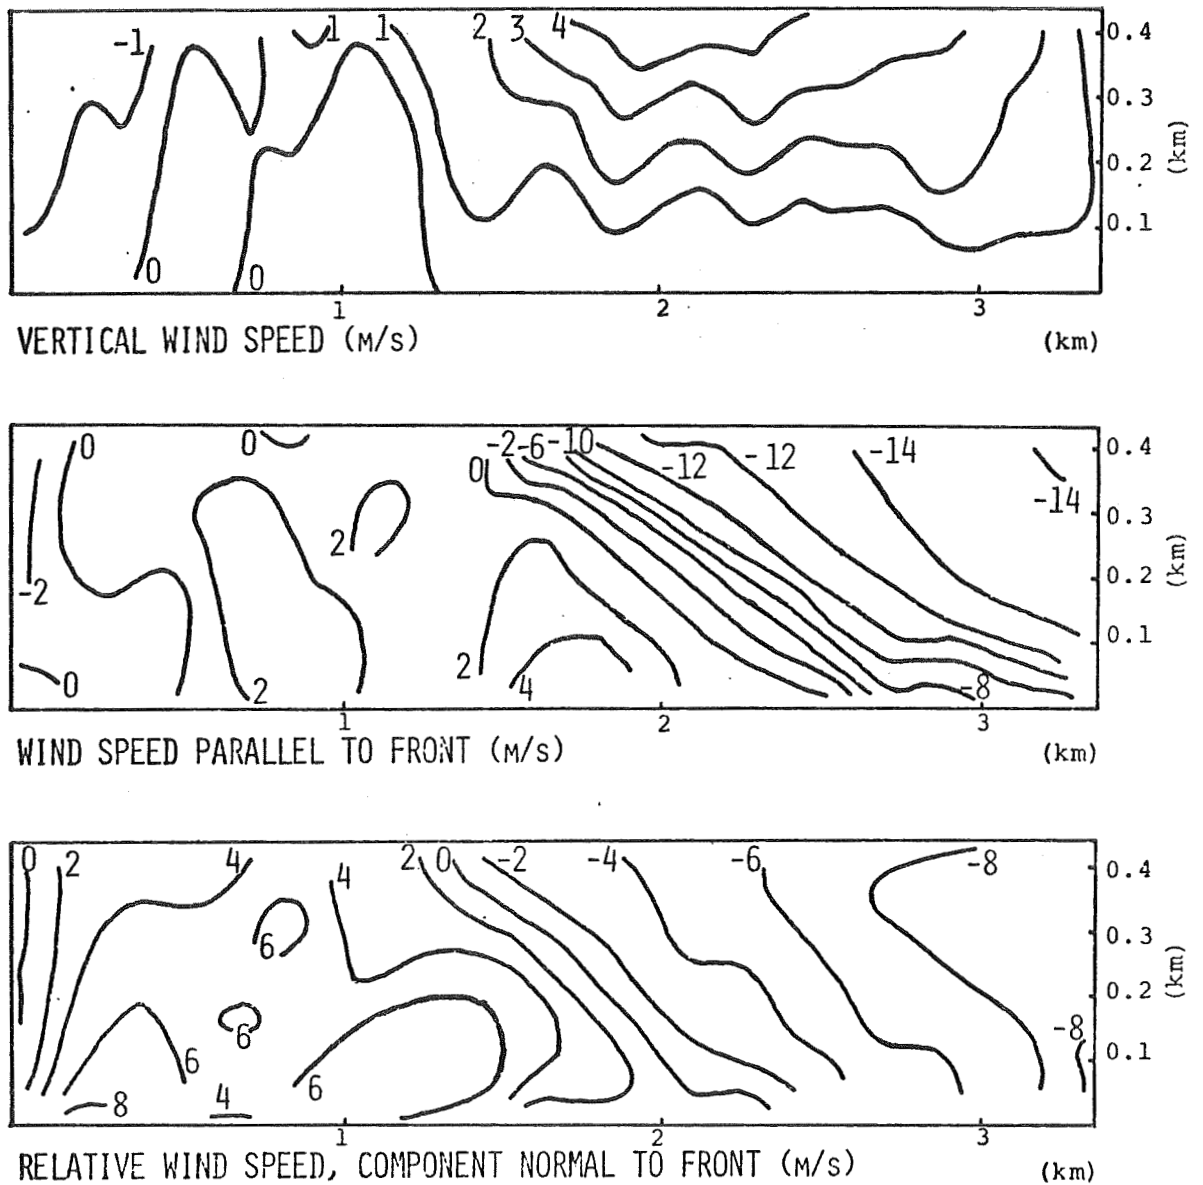 -1 1 1 2 3 4 0.4
0.3
0.2
(km)
0.1
0 0
1 2 3
VERTICAL WIND SPEED (M/S) (km)
0 0 -2 -6 -10 0.4
0 -12 -12 -14
-14
2 0.3
(km)
0.2
-2
0.1
2
0 2 4 -8
1 2 3
WIND SPEED PARALLEL TO FRONT (M/S) (km)
0 2 4 4 2 0 -2 -4 -6 -8 0.4
6 0.3
(km)
0.2
6 -8
6 6 0.1
8 4
1 2 3
RELATIVE WIND SPEED, COMPONENT NORMAL TO FRONT (M/S) (km)